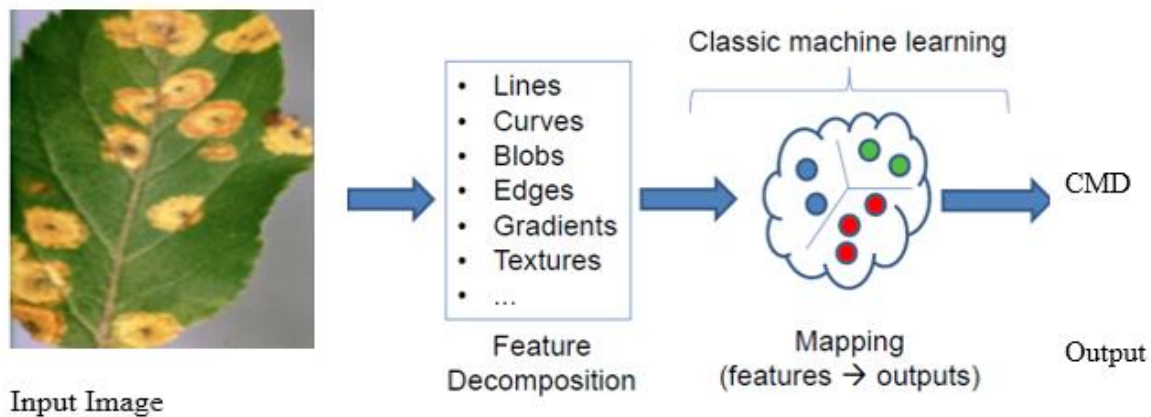 Classic machine learning
• Lines
• Curves
• Blobs
• Edges
• Gradients
• Textures
• ...
CMD
Feature
Decomposition
Mapping
(features → outputs)
Output
Input Image